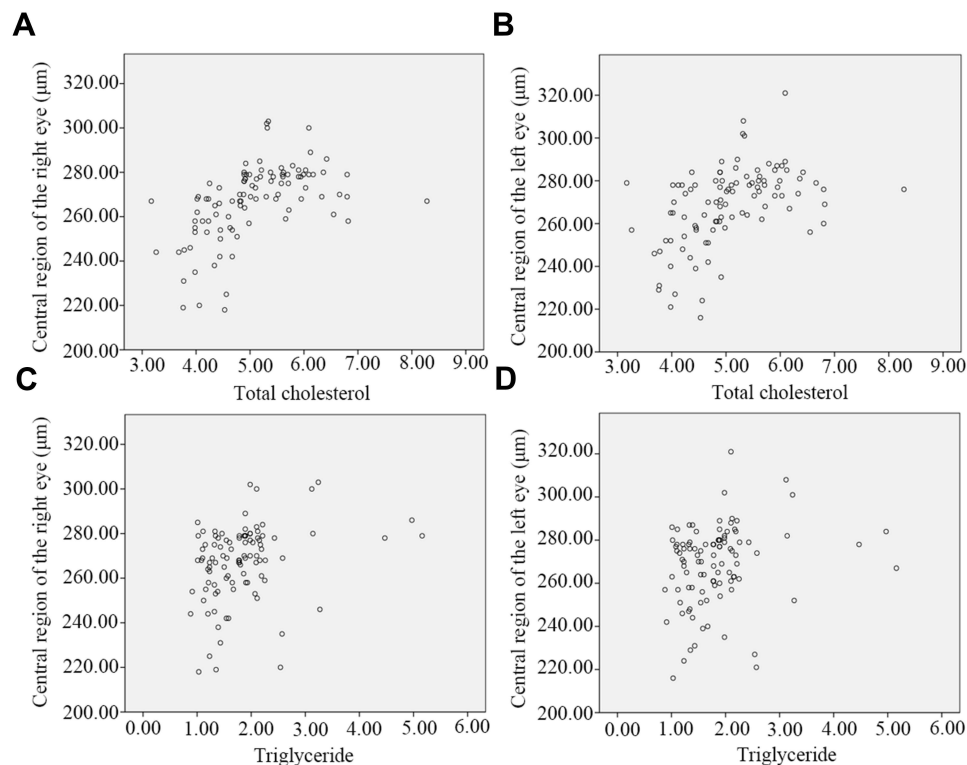 A
Central region of the right eye (μm)
320.00
300.00
280.00
260.00
240.00
220.00
200.00
3.00 4.00 5.00 6.00 7.00 8.00 9.00
Total cholesterol
B
Central region of the left eye (μm)
320.00
300.00
280.00
260.00
240.00
220.00
200.00
3.00 4.00 5.00 6.00 7.00 8.00 9.00
Total cholesterol
C
Central region of the right eye (μm)
320.00
300.00
280.00
260.00
240.00
220.00
200.00
0.00 1.00 2.00 3.00 4.00 5.00 6.00
Triglyceride
D
Central region of the left eye (μm)
320.00
300.00
280.00
260.00
240.00
220.00
200.00
0.00 1.00 2.00 3.00 4.00 5.00 6.00
Triglyceride